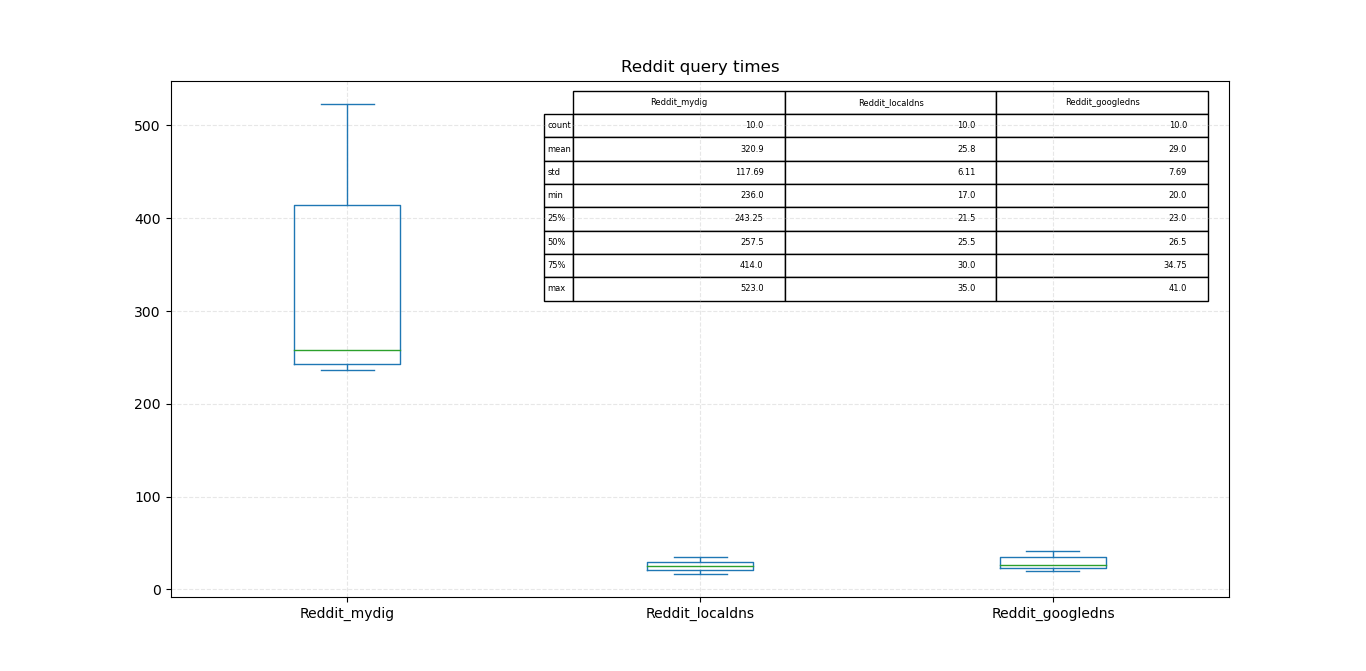 Reddit query times
Reddit_mydig Reddit_localdns Reddit_googledns
count 10.0 10.0 10.0
mean 320.9 25.8 29.0
std 117.69 6.11 7.69
min 236.0 17.0 20.0
25% 243.25 21.5 23.0
50% 257.5 25.5 26.5
75% 414.0 30.0 34.75
max 523.0 35.0 41.0
500
400
300
200
100
0
Reddit_mydig Reddit_localdns Reddit_googledns